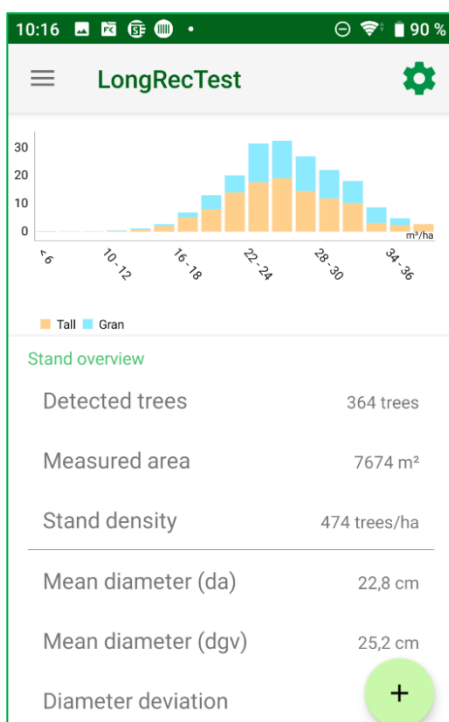 10:16 90 %
LongRecTest
30
20
10
0
m³/ha
<6 10 - 12 16 - 18 22 - 24 28 - 30 34 - 36
Tall Gran
Stand overview
Detected trees 364 trees
Measured area 7674 m²
Stand density 474 trees/ha
Mean diameter (da) 22,8 cm
Mean diameter (dgv) 25,2 cm
Diameter deviation
+